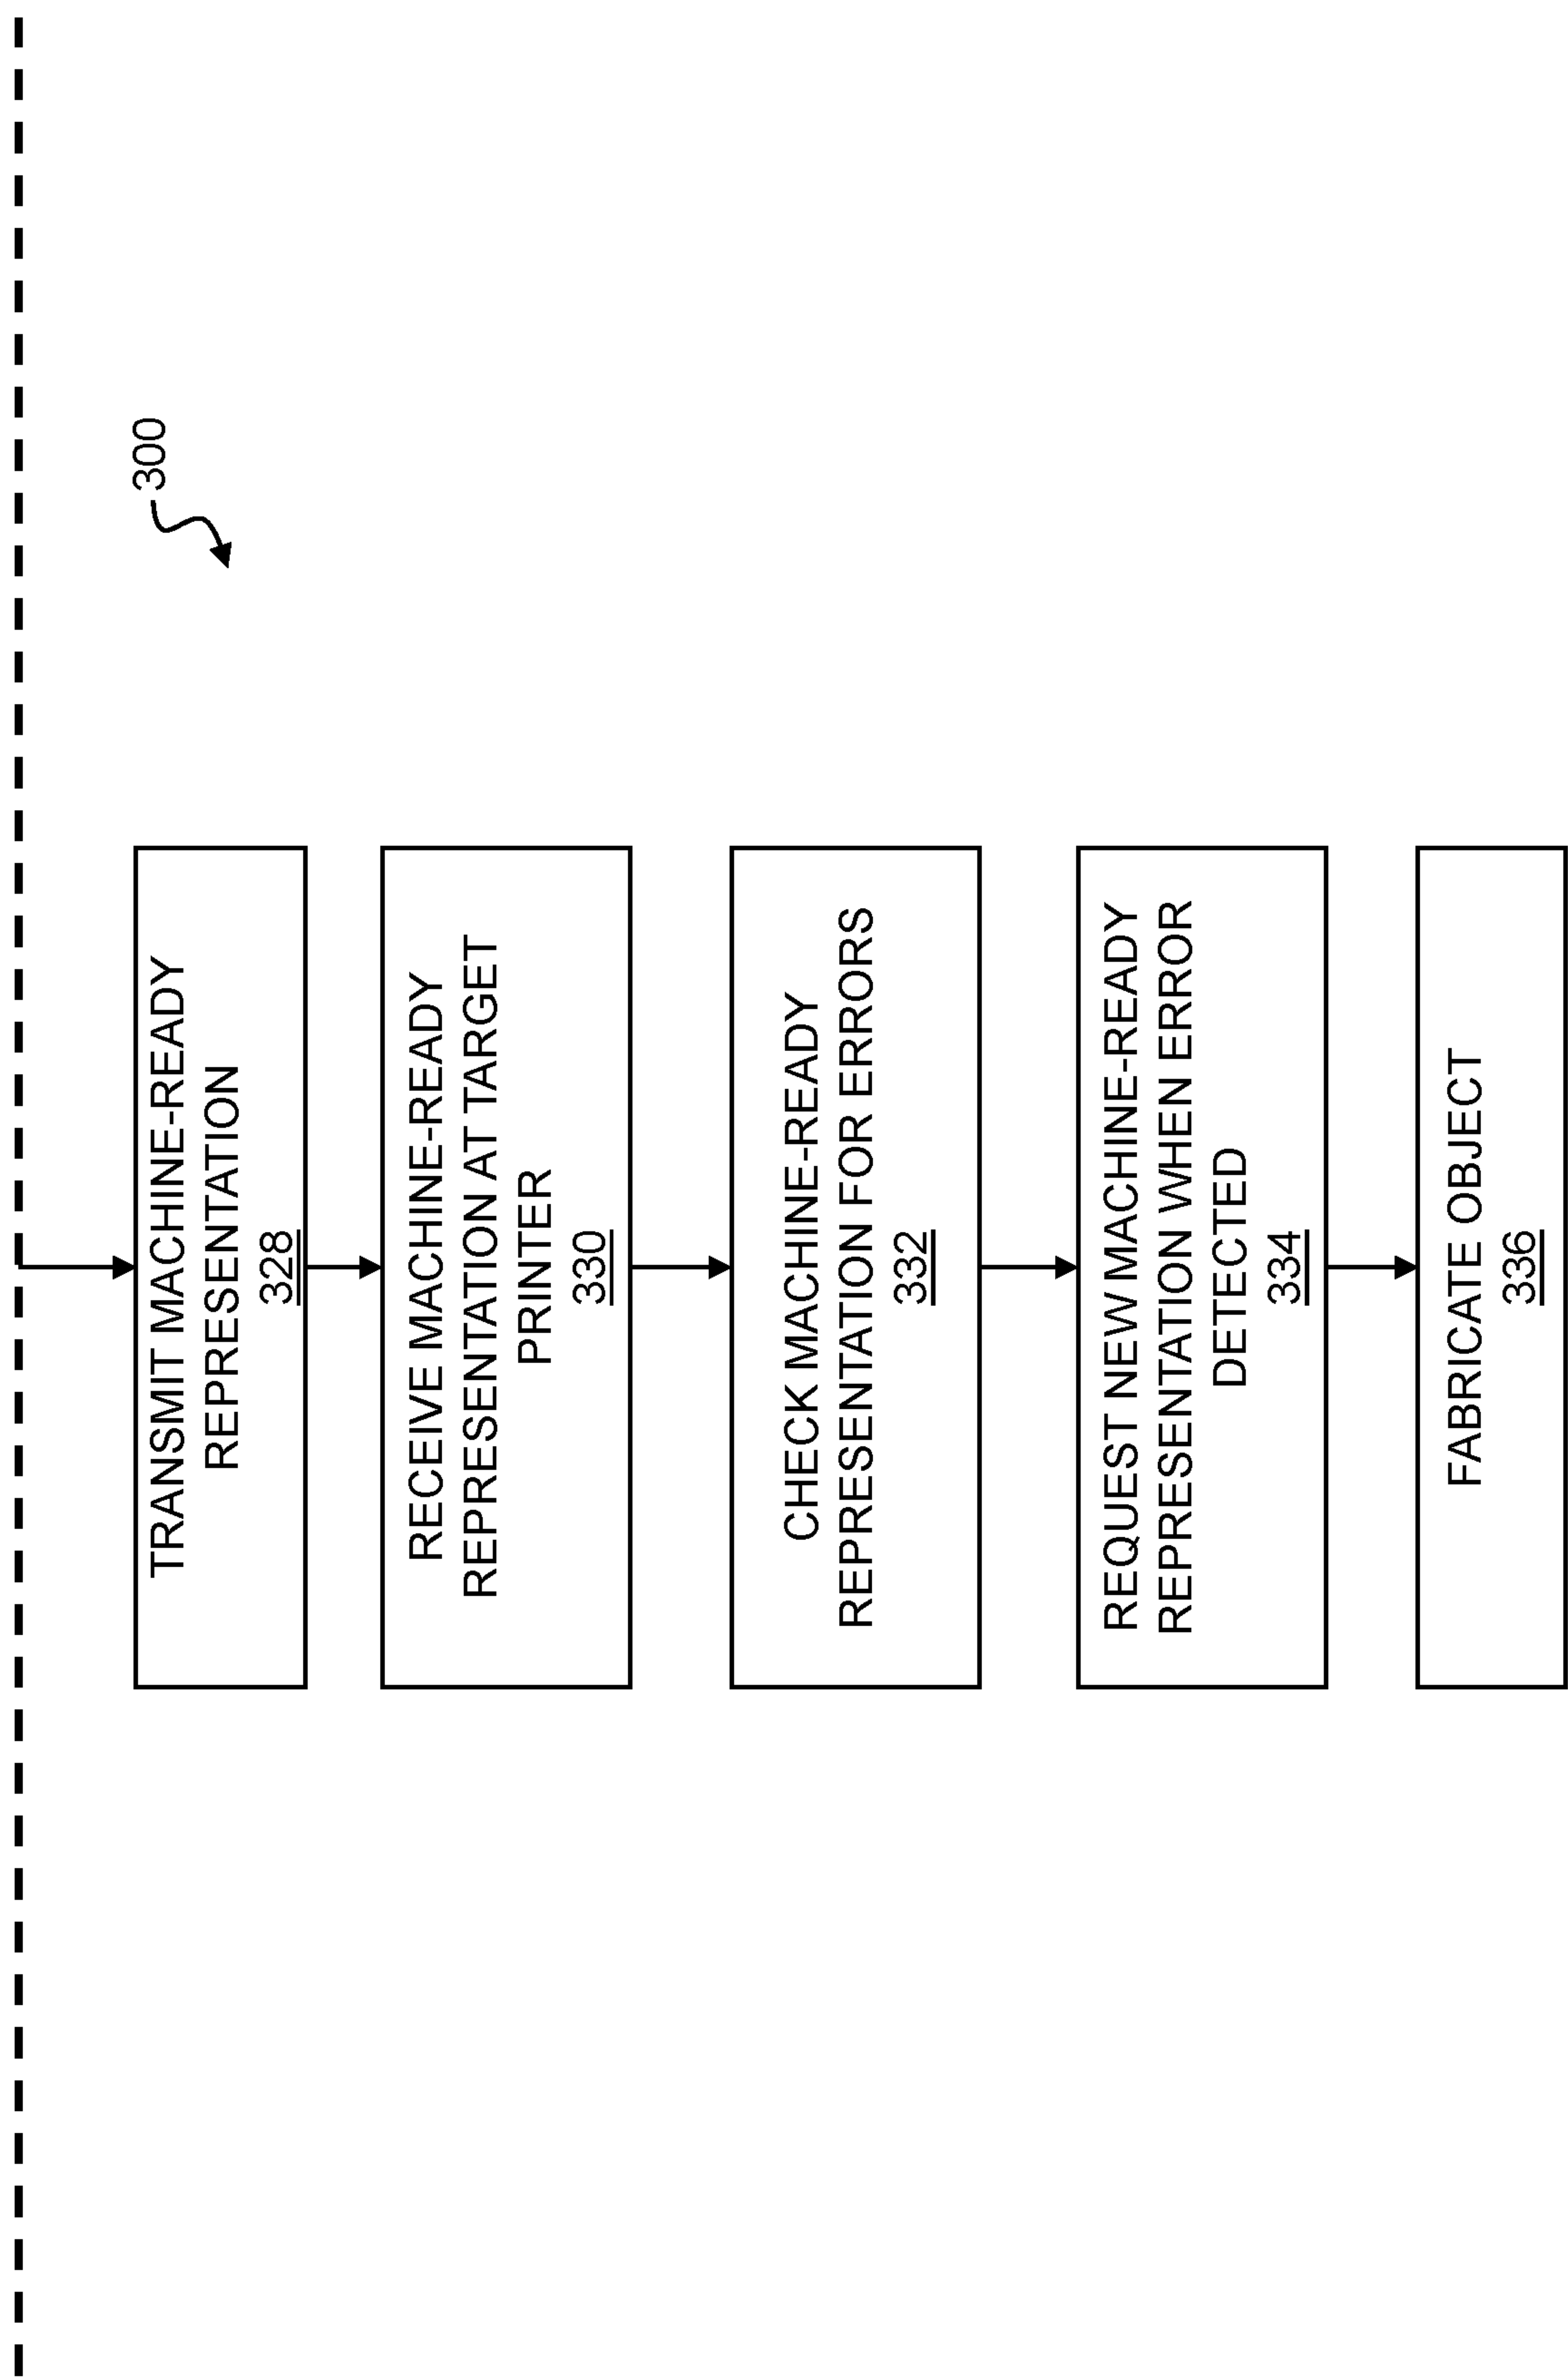 300
TRANSMIT MACHINE-READY
REPRESENTATION
328
RECEIVE MACHINE-READY
REPRESENTATION AT TARGET
PRINTER
330
CHECK MACHINE-READY
REPRESENTATION FOR ERRORS
332
REQUEST NEW MACHINE-READY
REPRESENTATION WHEN ERROR
DETECTED
334
FABRICATE OBJECT
336